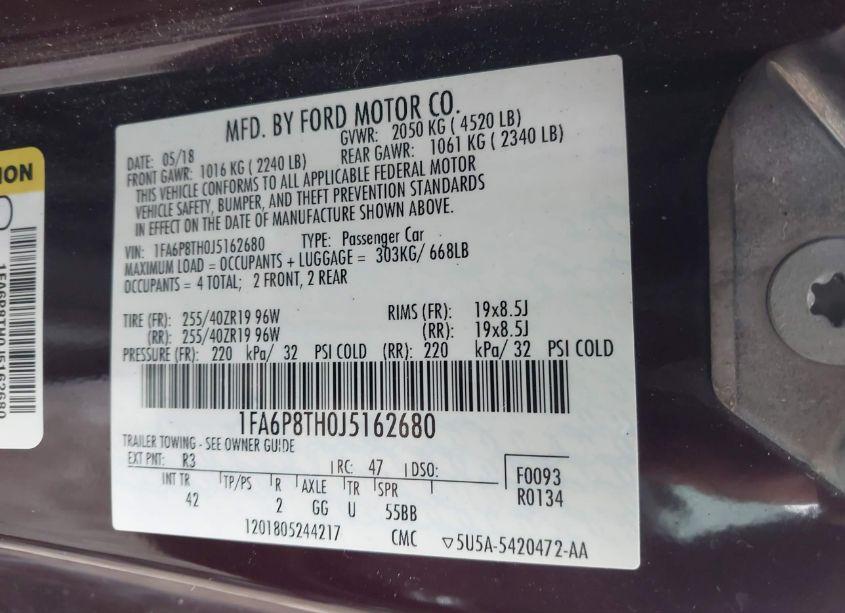 MFD. BY FORD MOTOR CO.
DATE: 05/18 GVWR: 2050 KG ( 4520 LB)
FRONT GAWR: 1016 KG ( 2240 LB) REAR GAWR: 1061 KG ( 2340 LB)
THIS VEHICLE CONFORMS TO ALL APPLICABLE FEDERAL MOTOR
VEHICLE SAFETY, BUMPER, AND THEFT PREVENTION STANDARDS
IN EFFECT ON THE DATE OF MANUFACTURE SHOWN ABOVE.
VIN: 1FA6P8TH0J5162680 TYPE: Passenger Car
MAXIMUM LOAD = OCCUPANTS + LUGGAGE = 303KG/ 668LB
OCCUPANTS = 4 TOTAL; 2 FRONT, 2 REAR
TIRE (FR): 255/40ZR19 96W RIMS (FR): 19x8.5J
(RR): 255/40ZR19 96W (RR): 19x8.5J
PRESSURE (FR): 220 kPa/ 32 PSI COLD (RR): 220 kPa/ 32 PSI COLD
1FA6P8TH0J5162680
TRAILER TOWING - SEE OWNER GUIDE
EXT PNT: R3 RC: 47 DSO: F0093
INT TR TP/PS R AXLE TR SPR R0134
42 2 GG U 55BB
1201805244217 CMC ▽5U5A-5420472-AA
ION
1FA6P8TH0J5162680